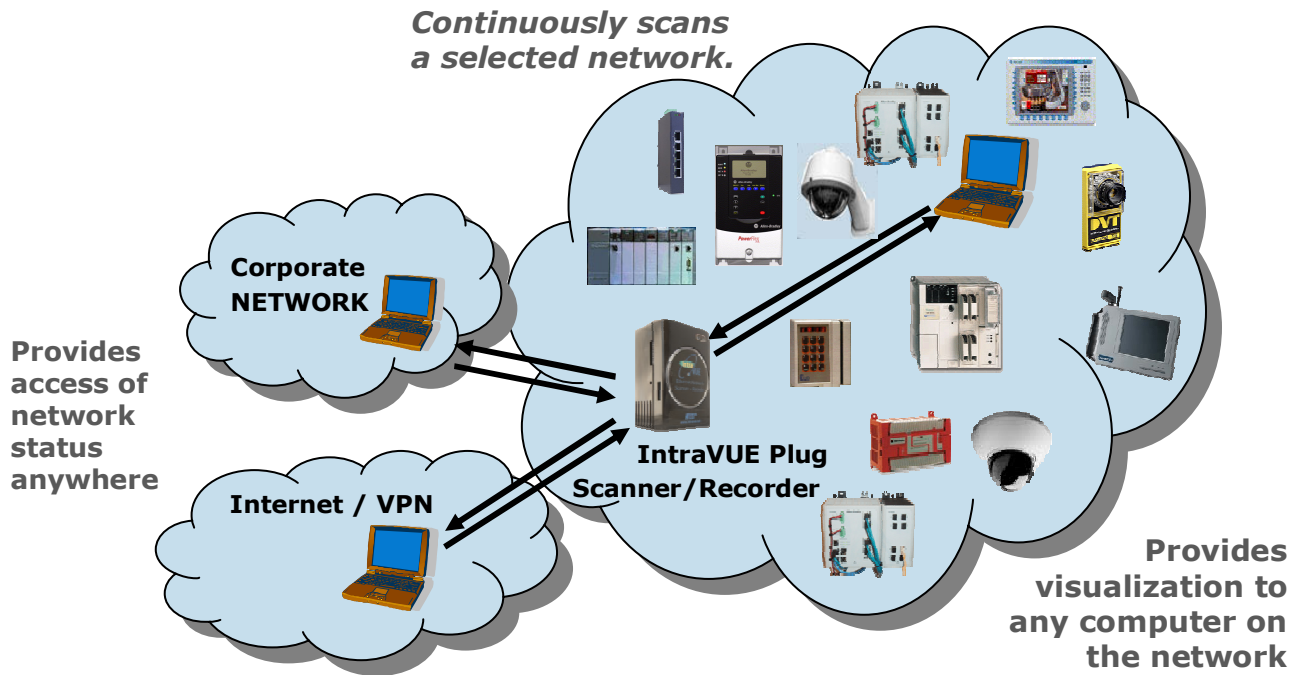 Continuously scans
a selected network.
Corporate
NETWORK
Provides
access of
network
status
anywhere
IntraVUE Plug
Scanner/Recorder
Internet / VPN
Provides
visualization to
any computer on
the network
DVT